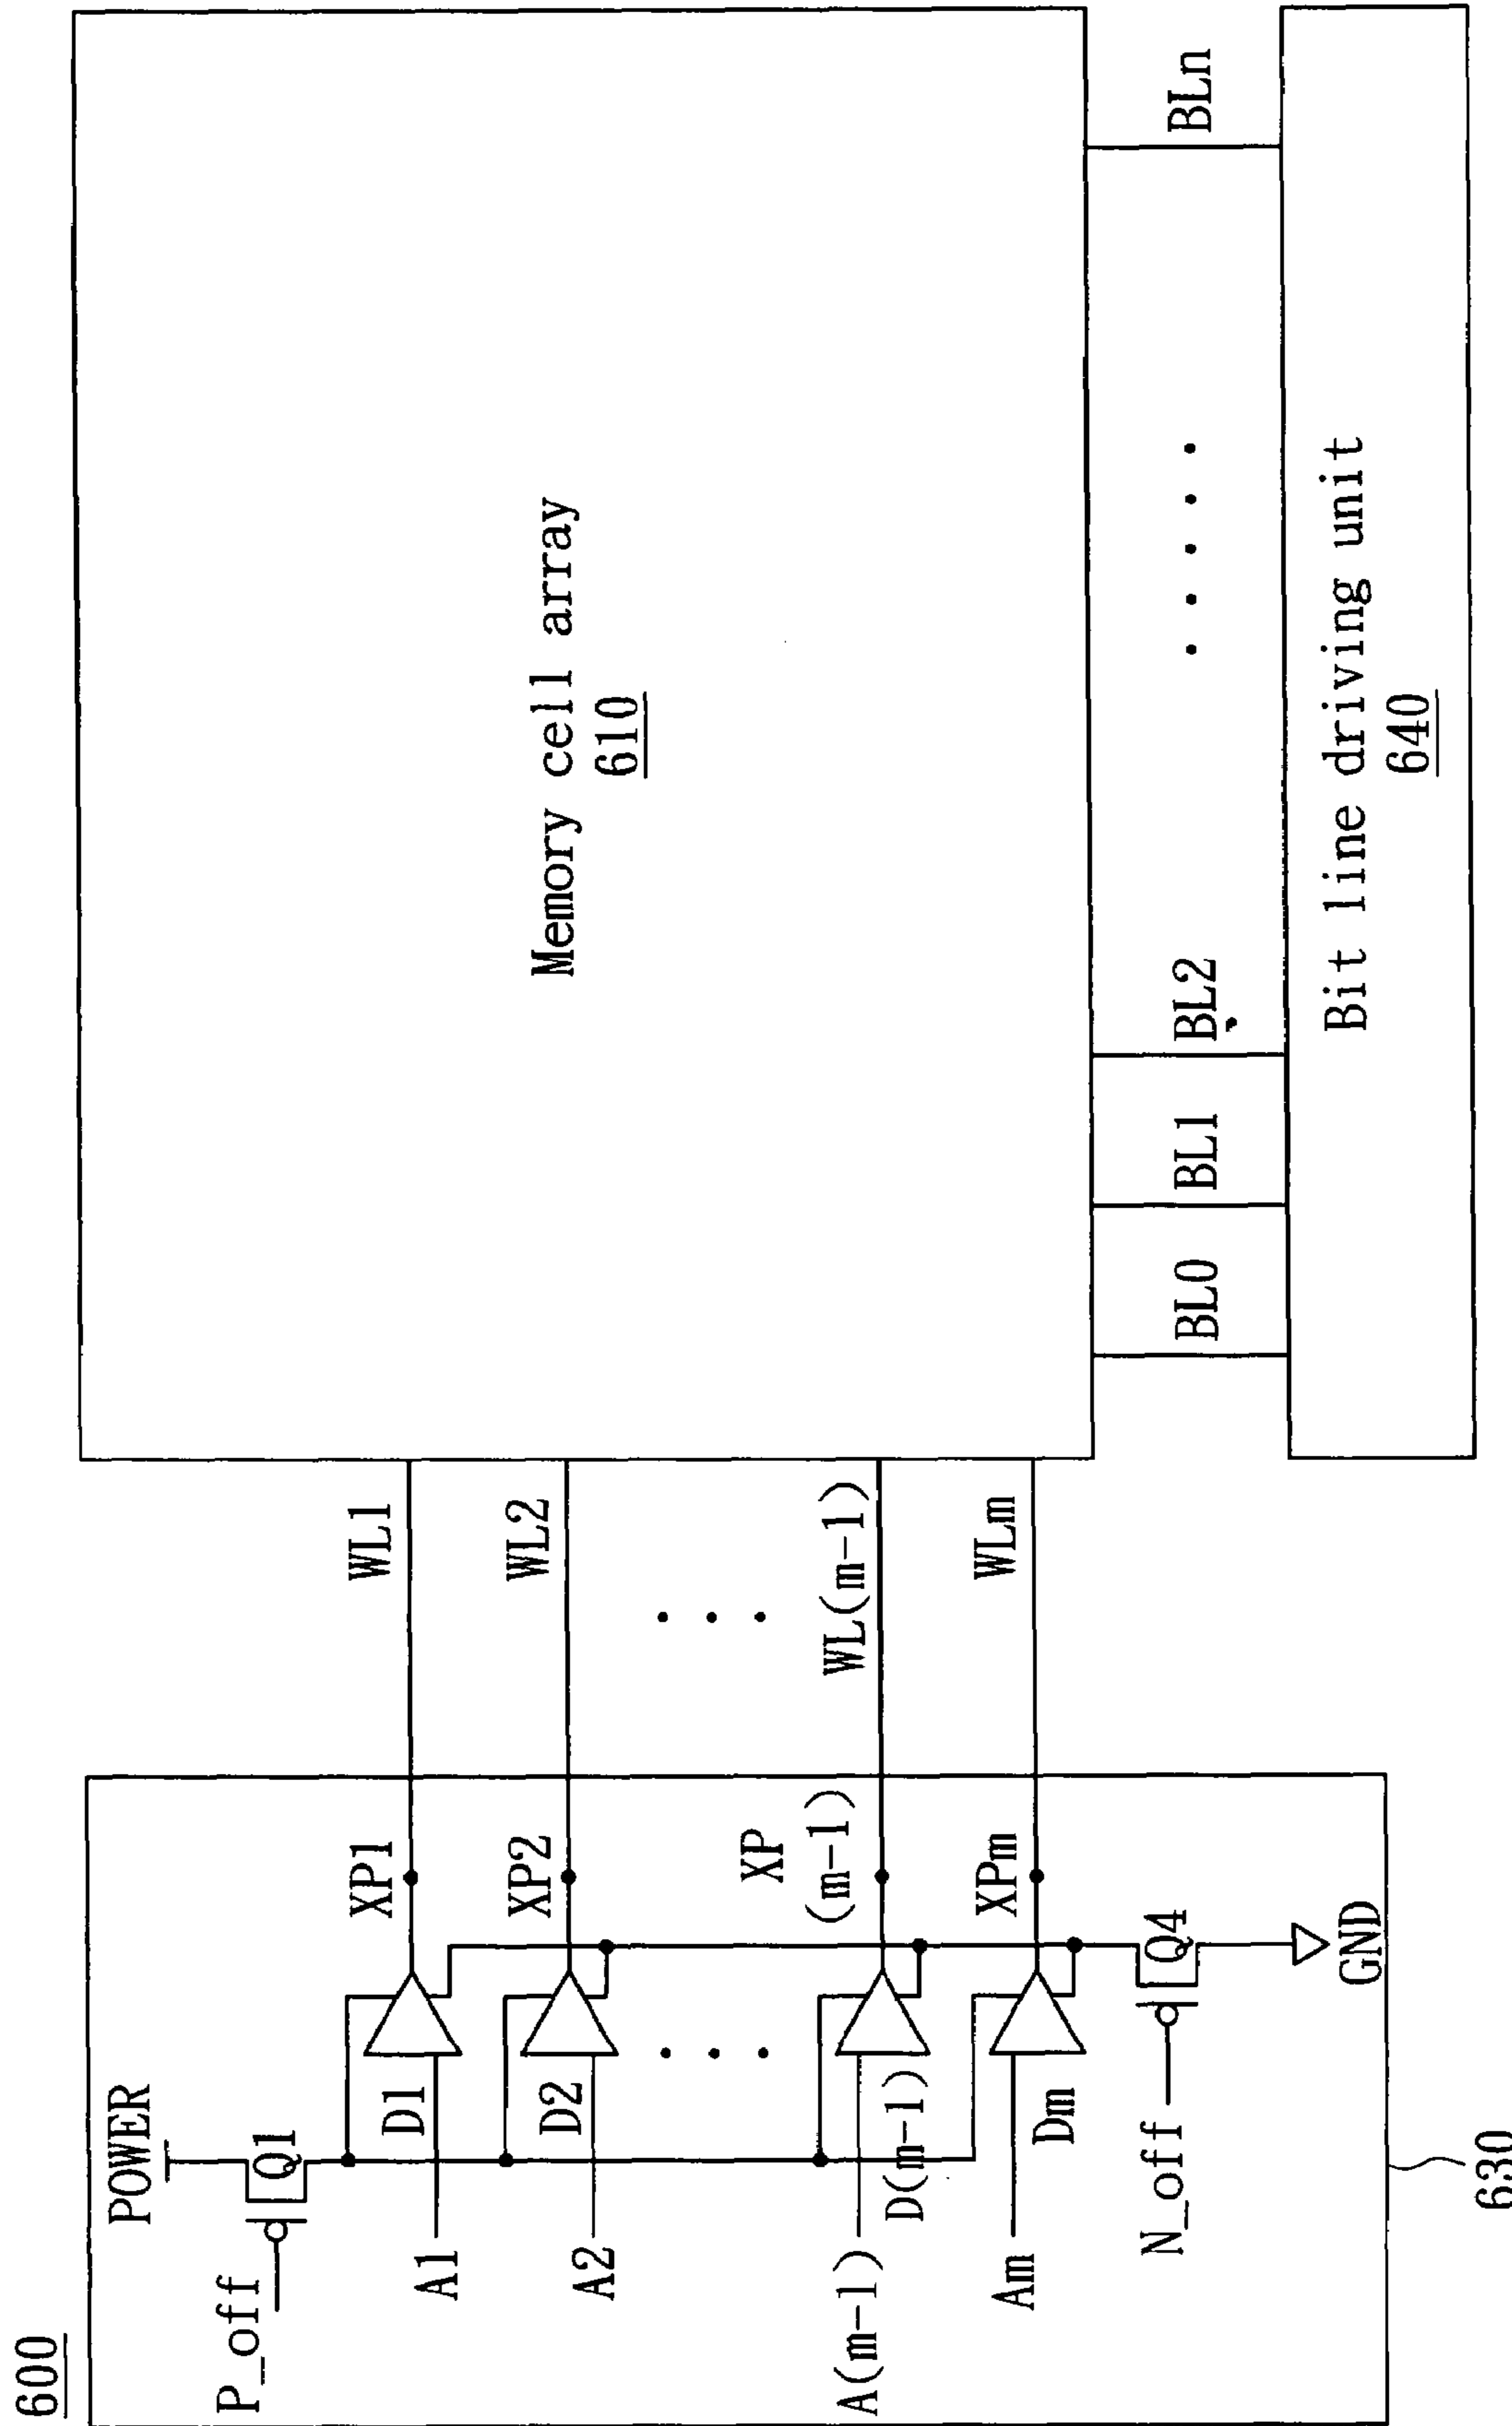 600
POWER
P_off
Q1
A1
D1
XP1
WL1
A2
D2
XP2
WL2
A(m-1)
D(m-1)
XP
(m-1)
WL(m-1)
Am
Dm
XPm
WLm
N_off
Q4
GND
630
Memory cell array
610
BL0
BL1
BL2
BLn
Bit line driving unit
640